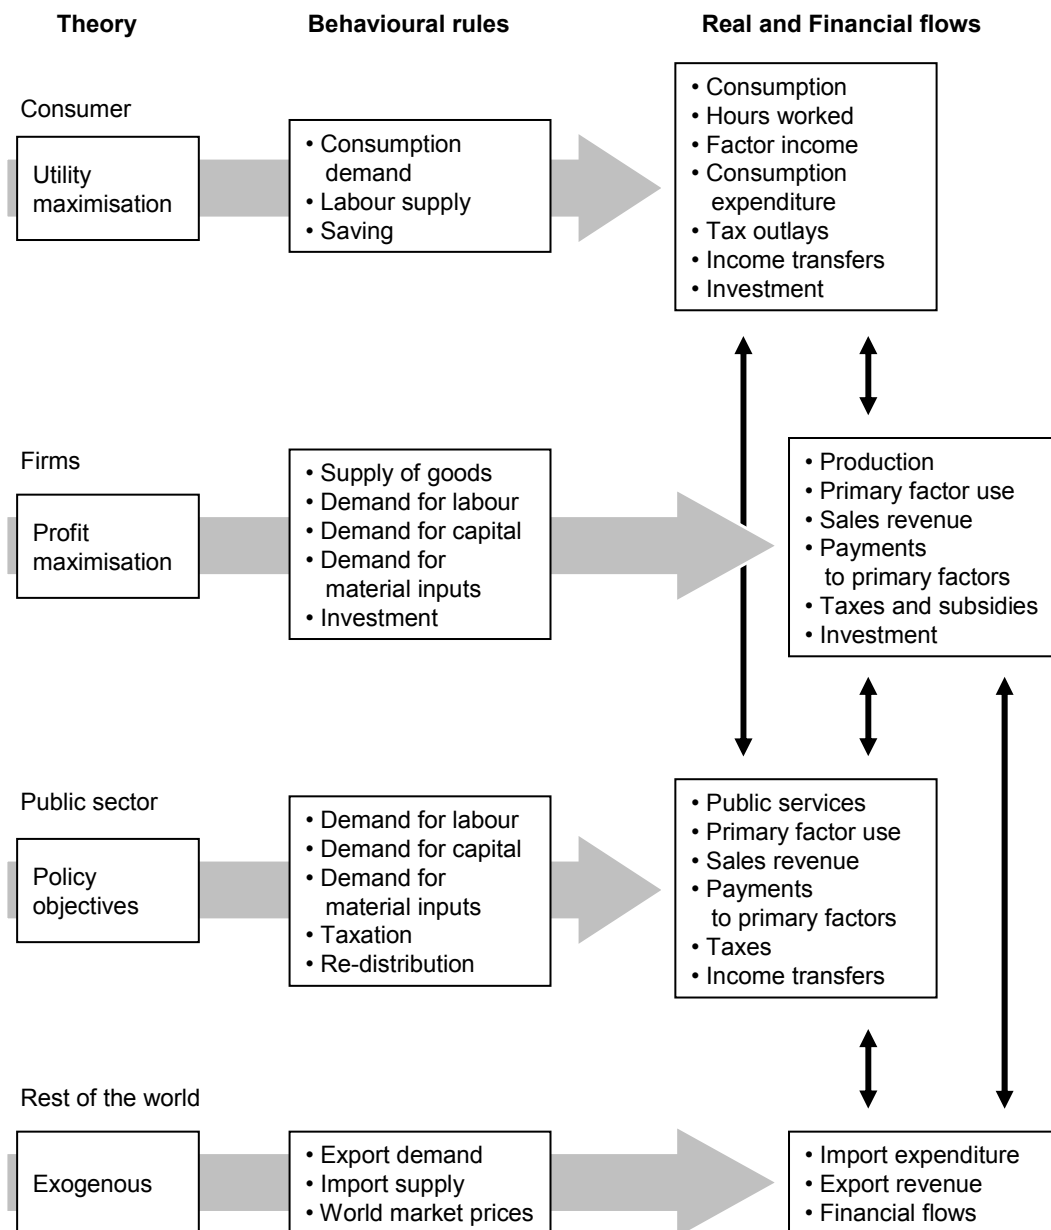 Theory Behavioural rules Real and Financial flows
Consumer
Utility
maximisation
• Consumption
demand
• Labour supply
• Saving
• Consumption
• Hours worked
• Factor income
• Consumption
expenditure
• Tax outlays
• Income transfers
• Investment
Firms
Profit
maximisation
• Supply of goods
• Demand for labour
• Demand for capital
• Demand for
material inputs
• Investment
• Production
• Primary factor use
• Sales revenue
• Payments
to primary factors
• Taxes and subsidies
• Investment
Public sector
Policy
objectives
• Demand for labour
• Demand for capital
• Demand for
material inputs
• Taxation
• Re-distribution
• Public services
• Primary factor use
• Sales revenue
• Payments
to primary factors
• Taxes
• Income transfers
Rest of the world
Exogenous
• Export demand
• Import supply
• World market prices
• Import expenditure
• Export revenue
• Financial flows